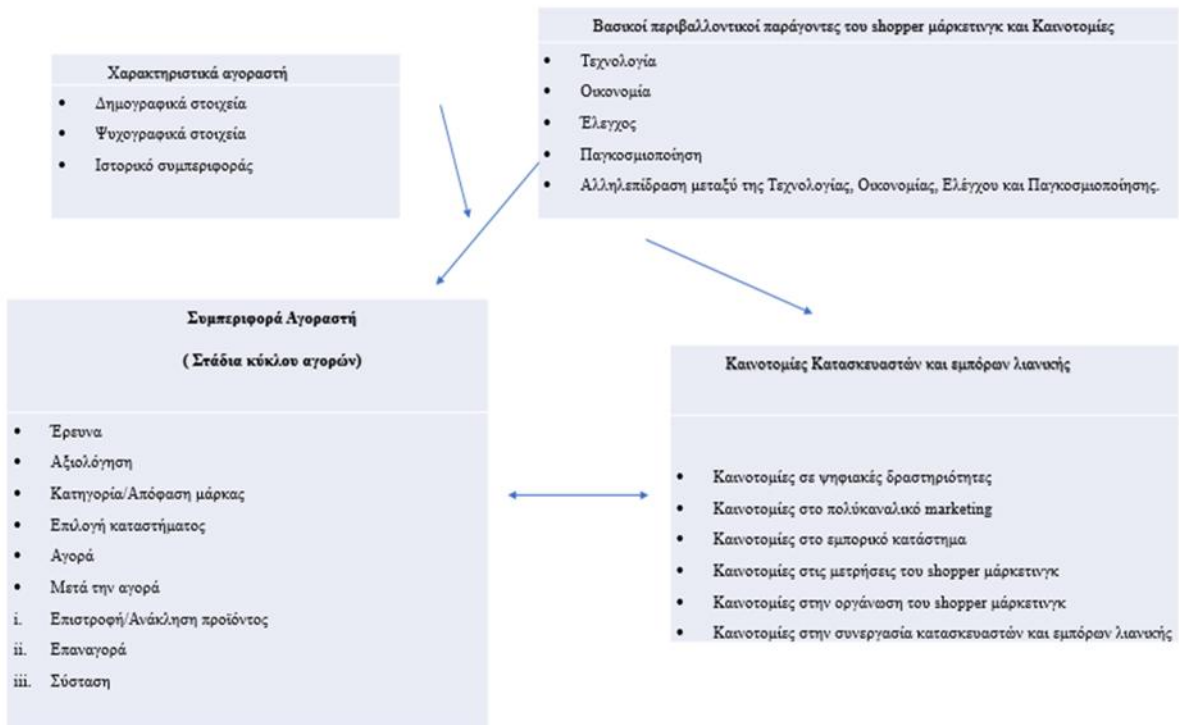 Χαρακτηριστικά αγοραστή
• Δημογραφικά στοιχεία
• Ψυχογραφικά στοιχεία
• Ιστορικό συμπεριφοράς
Βασικοί περιβαλλοντικοί παράγοντες του shopper μάρκετινγκ και Καινοτομίες
• Τεχνολογία
• Οικονομία
• Έλεγχος
• Παγκοσμιοποίηση
• Αλληλεπίδραση μεταξύ της Τεχνολογίας, Οικονομίας, Ελέγχου και Παγκοσμιοποίησης.
Συμπεριφορά Αγοραστή
( Στάδια κύκλου αγορών)
• Έρευνα
• Αξιολόγηση
• Κατηγορία/Απόφαση μάρκας
• Επιλογή καταστήματος
• Αγορά
• Μετά την αγορά
i. Επιστροφή/Ανάκληση προϊόντος
ii. Επαναγορά
iii. Σύσταση
Καινοτομίες Κατασκευαστών και εμπόρων λιανικής
• Καινοτομίες σε ψηφιακές δραστηριότητες
• Καινοτομίες στο πολύκαναλικό marketing
• Καινοτομίες στο εμπορικό κατάστημα
• Καινοτομίες στις μετρήσεις του shopper μάρκετινγκ
• Καινοτομίες στην οργάνωση του shopper μάρκετινγκ
• Καινοτομίες στην συνεργασία κατασκευαστών και εμπόρων λιανικής